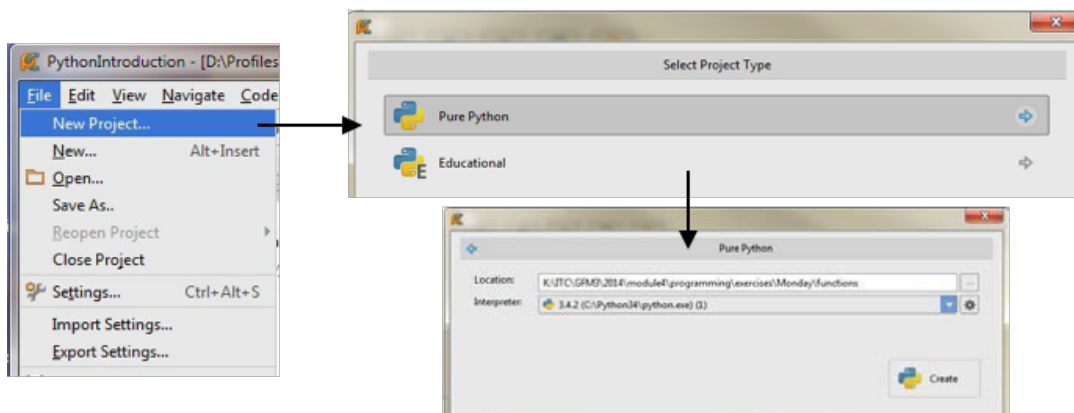 PythonIntroduction - [D:\Profiles
File Edit View Navigate Code
New Project...
New... Alt+Insert
Open...
Save As..
Reopen Project
Close Project
Settings... Ctrl+Alt+S
Import Settings...
Export Settings...
Select Project Type
Pure Python
Educational
Pure Python
Location: K:\ITC\GFM3\2014\module4\programming\exercises\Monday\functions
Interpreter: 3.4.2 (C:\Python34\python.exe) (1)
Create